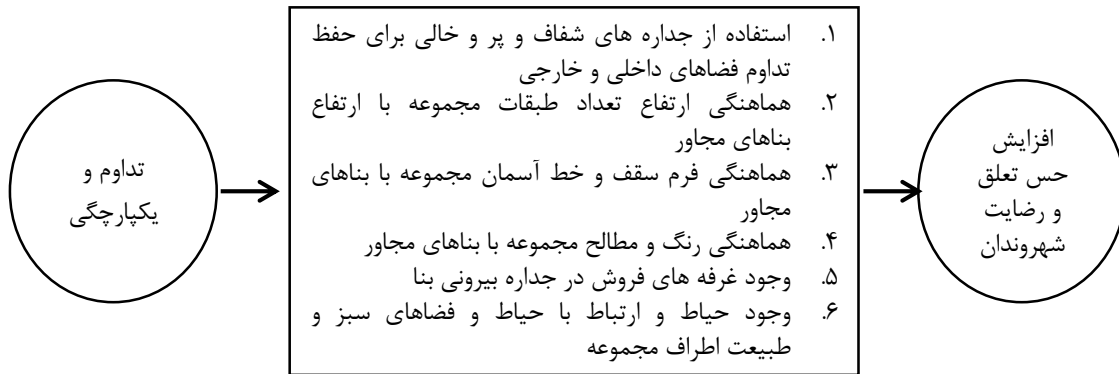 تداوم و
یکپارچگی
۱. استفاده از جداره های شفاف و پر و خالی برای حفظ
تداوم فضاهای داخلی و خارجی
۲. هماهنگی ارتفاع تعداد طبقات مجموعه با ارتفاع
بناهای مجاور
۳. هماهنگی فرم سقف و خط آسمان مجموعه با بناهای
مجاور
۴. هماهنگی رنگ و مطالح مجموعه با بناهای مجاور
۵. وجود غرفه های فروش در جداره بیرونی بنا
۶. وجود حیاط و ارتباط با حیاط و فضاهای سبز و
طبیعت اطراف مجموعه
افزایش
حس تعلق
و رضایت
شهروندان